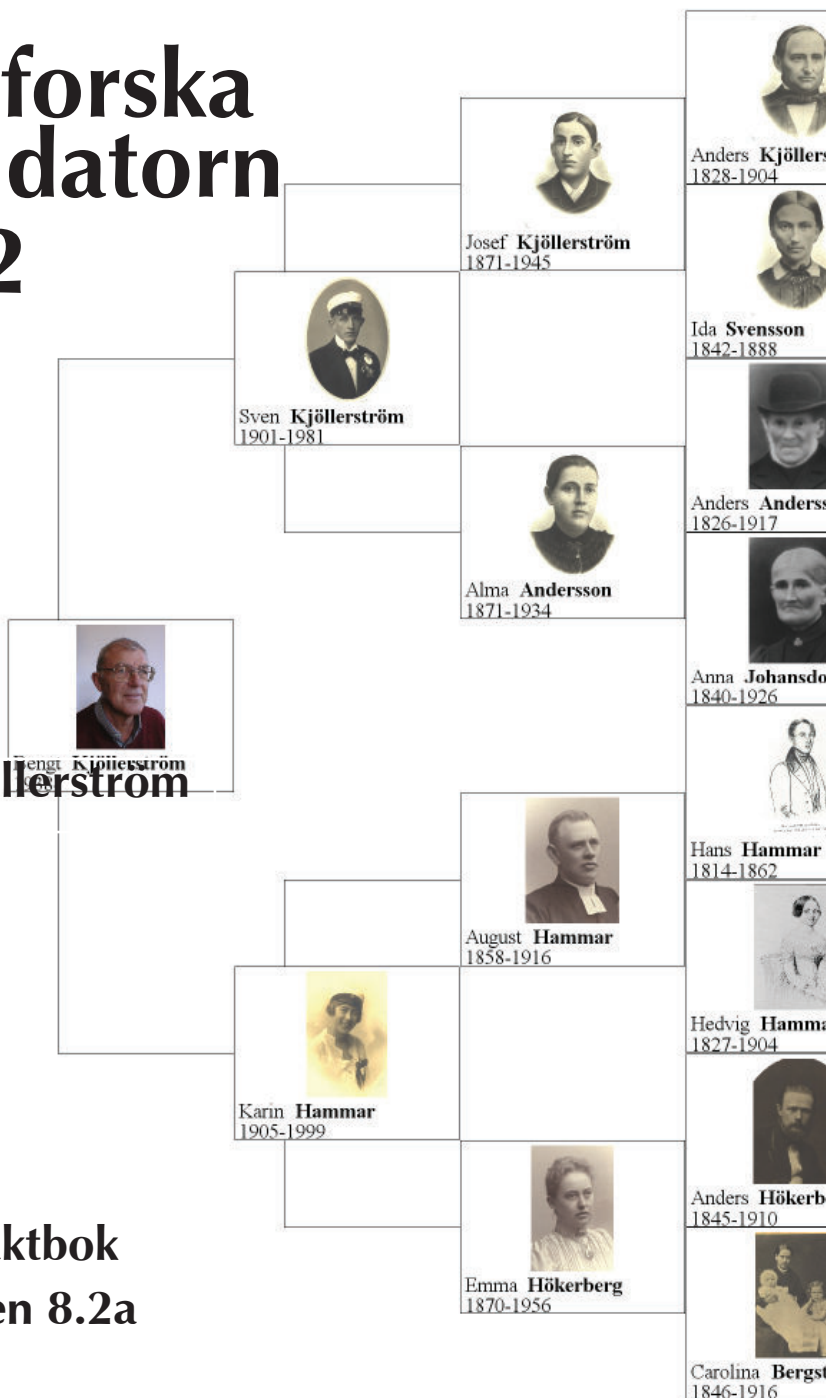 forska
datorn
2
Anders Kjöllers
1828-1904
Josef Kjöllerström
1871-1945
Ida Svensson
1842-1888
Sven Kjöllerström
1901-1981
Anders Anderss
1826-1917
Alma Andersson
1871-1934
Anna Johansdo
1840-1926
Bengt Kjöllerström
llerström
Hans Hammar
1814-1862
August Hammar
1858-1916
Hedvig Hamma
1827-1904
Karin Hammar
1905-1999
Anders Hökerb
1845-1910
ktbok
Emma Hökerberg
1870-1956
en 8.2a
Carolina Bergst
1846-1916